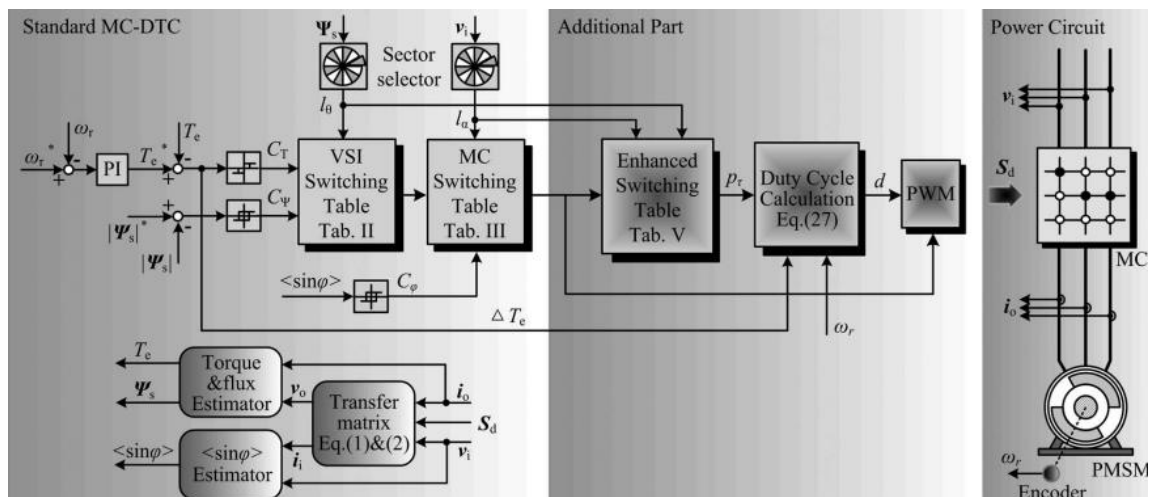 Standard MC-DTC
Ψs
vi
Sector
selector
lθ
lα
ωr
ωr*
PI
Te*
Te
CT
CΨ
|Ψs|*
|Ψs|
VSI
Switching
Table
Tab. II
MC
Switching
Table
Tab. III
<sinφ>
Cφ
△Te
Additional Part
Enhanced
Switching
Table
Tab. V
pr
Duty Cycle
Calculation
Eq.(27)
d
PWM
ωr
Te
Ψs
<sinφ>
Torque
&flux
Estimator
<sinφ>
Estimator
vo
ii
Transfer
matrix
Eq.(1)&(2)
io
Sd
vi
Power Circuit
vi
Sd
MC
io
PMSM
ωr
Encoder